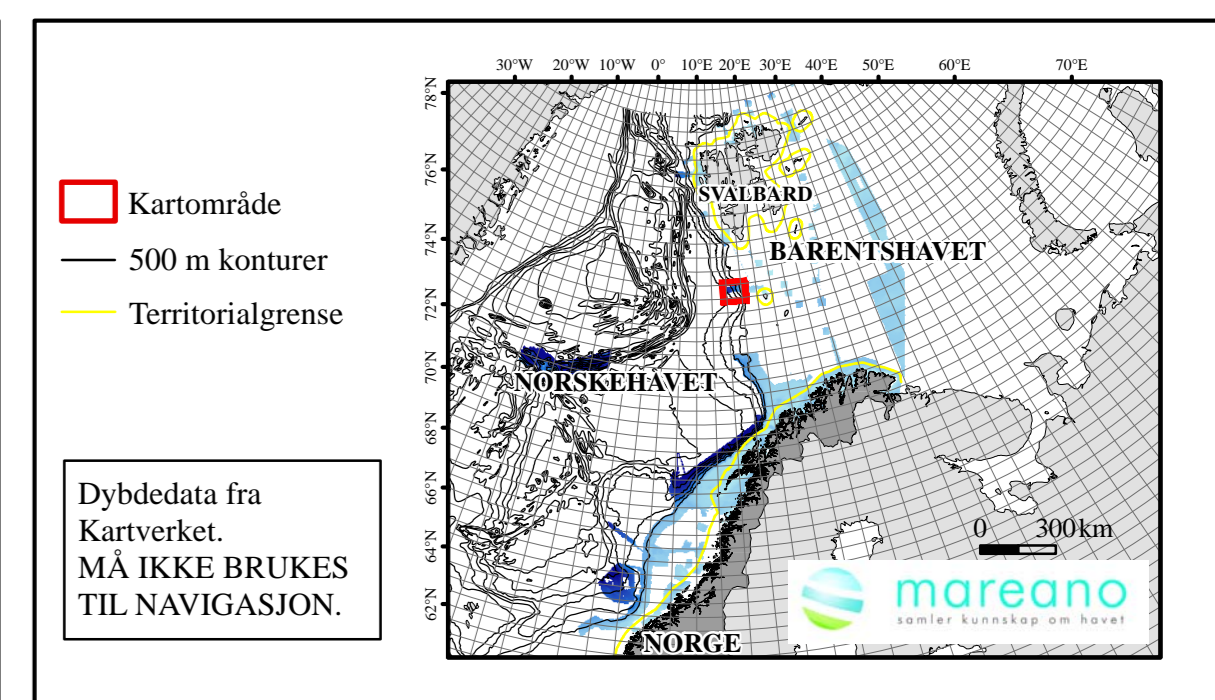 30°W 20°W 10°W 0° 10°E 20°E 30°E 40°E 50°E 60°E 70°E
78°N
76°N
74°N
72°N
70°N
68°N
66°N
64°N
62°N
Kartområde
500 m konturer
Territorialgrense
Dybdedata fra
Kartverket.
MÅ IKKE BRUKES
TIL NAVIGASJON.
SVALBARD
BARENTSHAVET
NORSKEHAVET
NORGE
0 300 km
mareano
samler kunnskap om havet